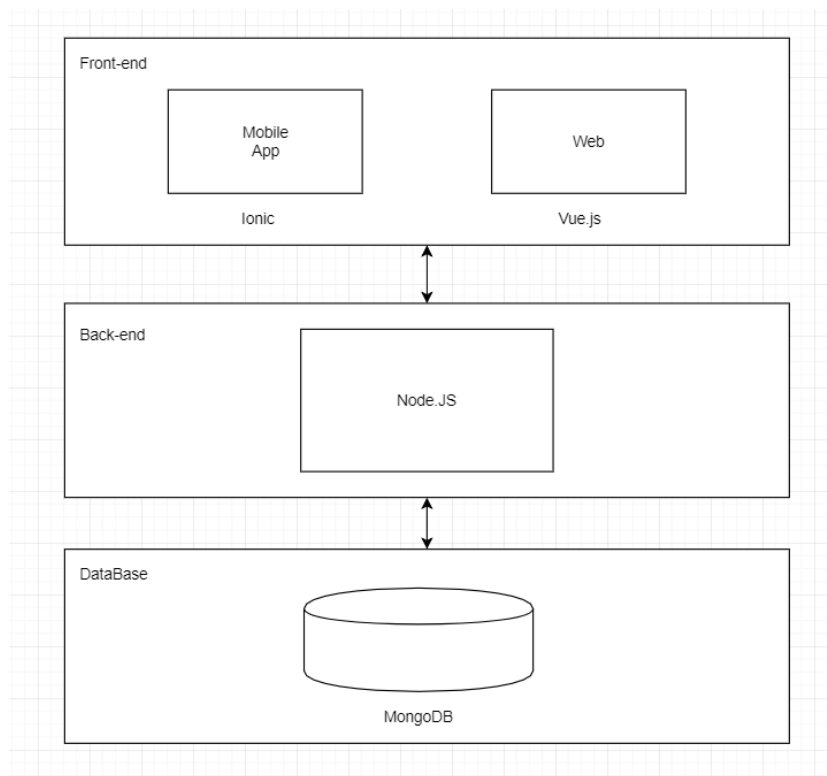 Front-end
Mobile
App
Web
Ionic
Vue.js
Back-end
Node.JS
DataBase
MongoDB